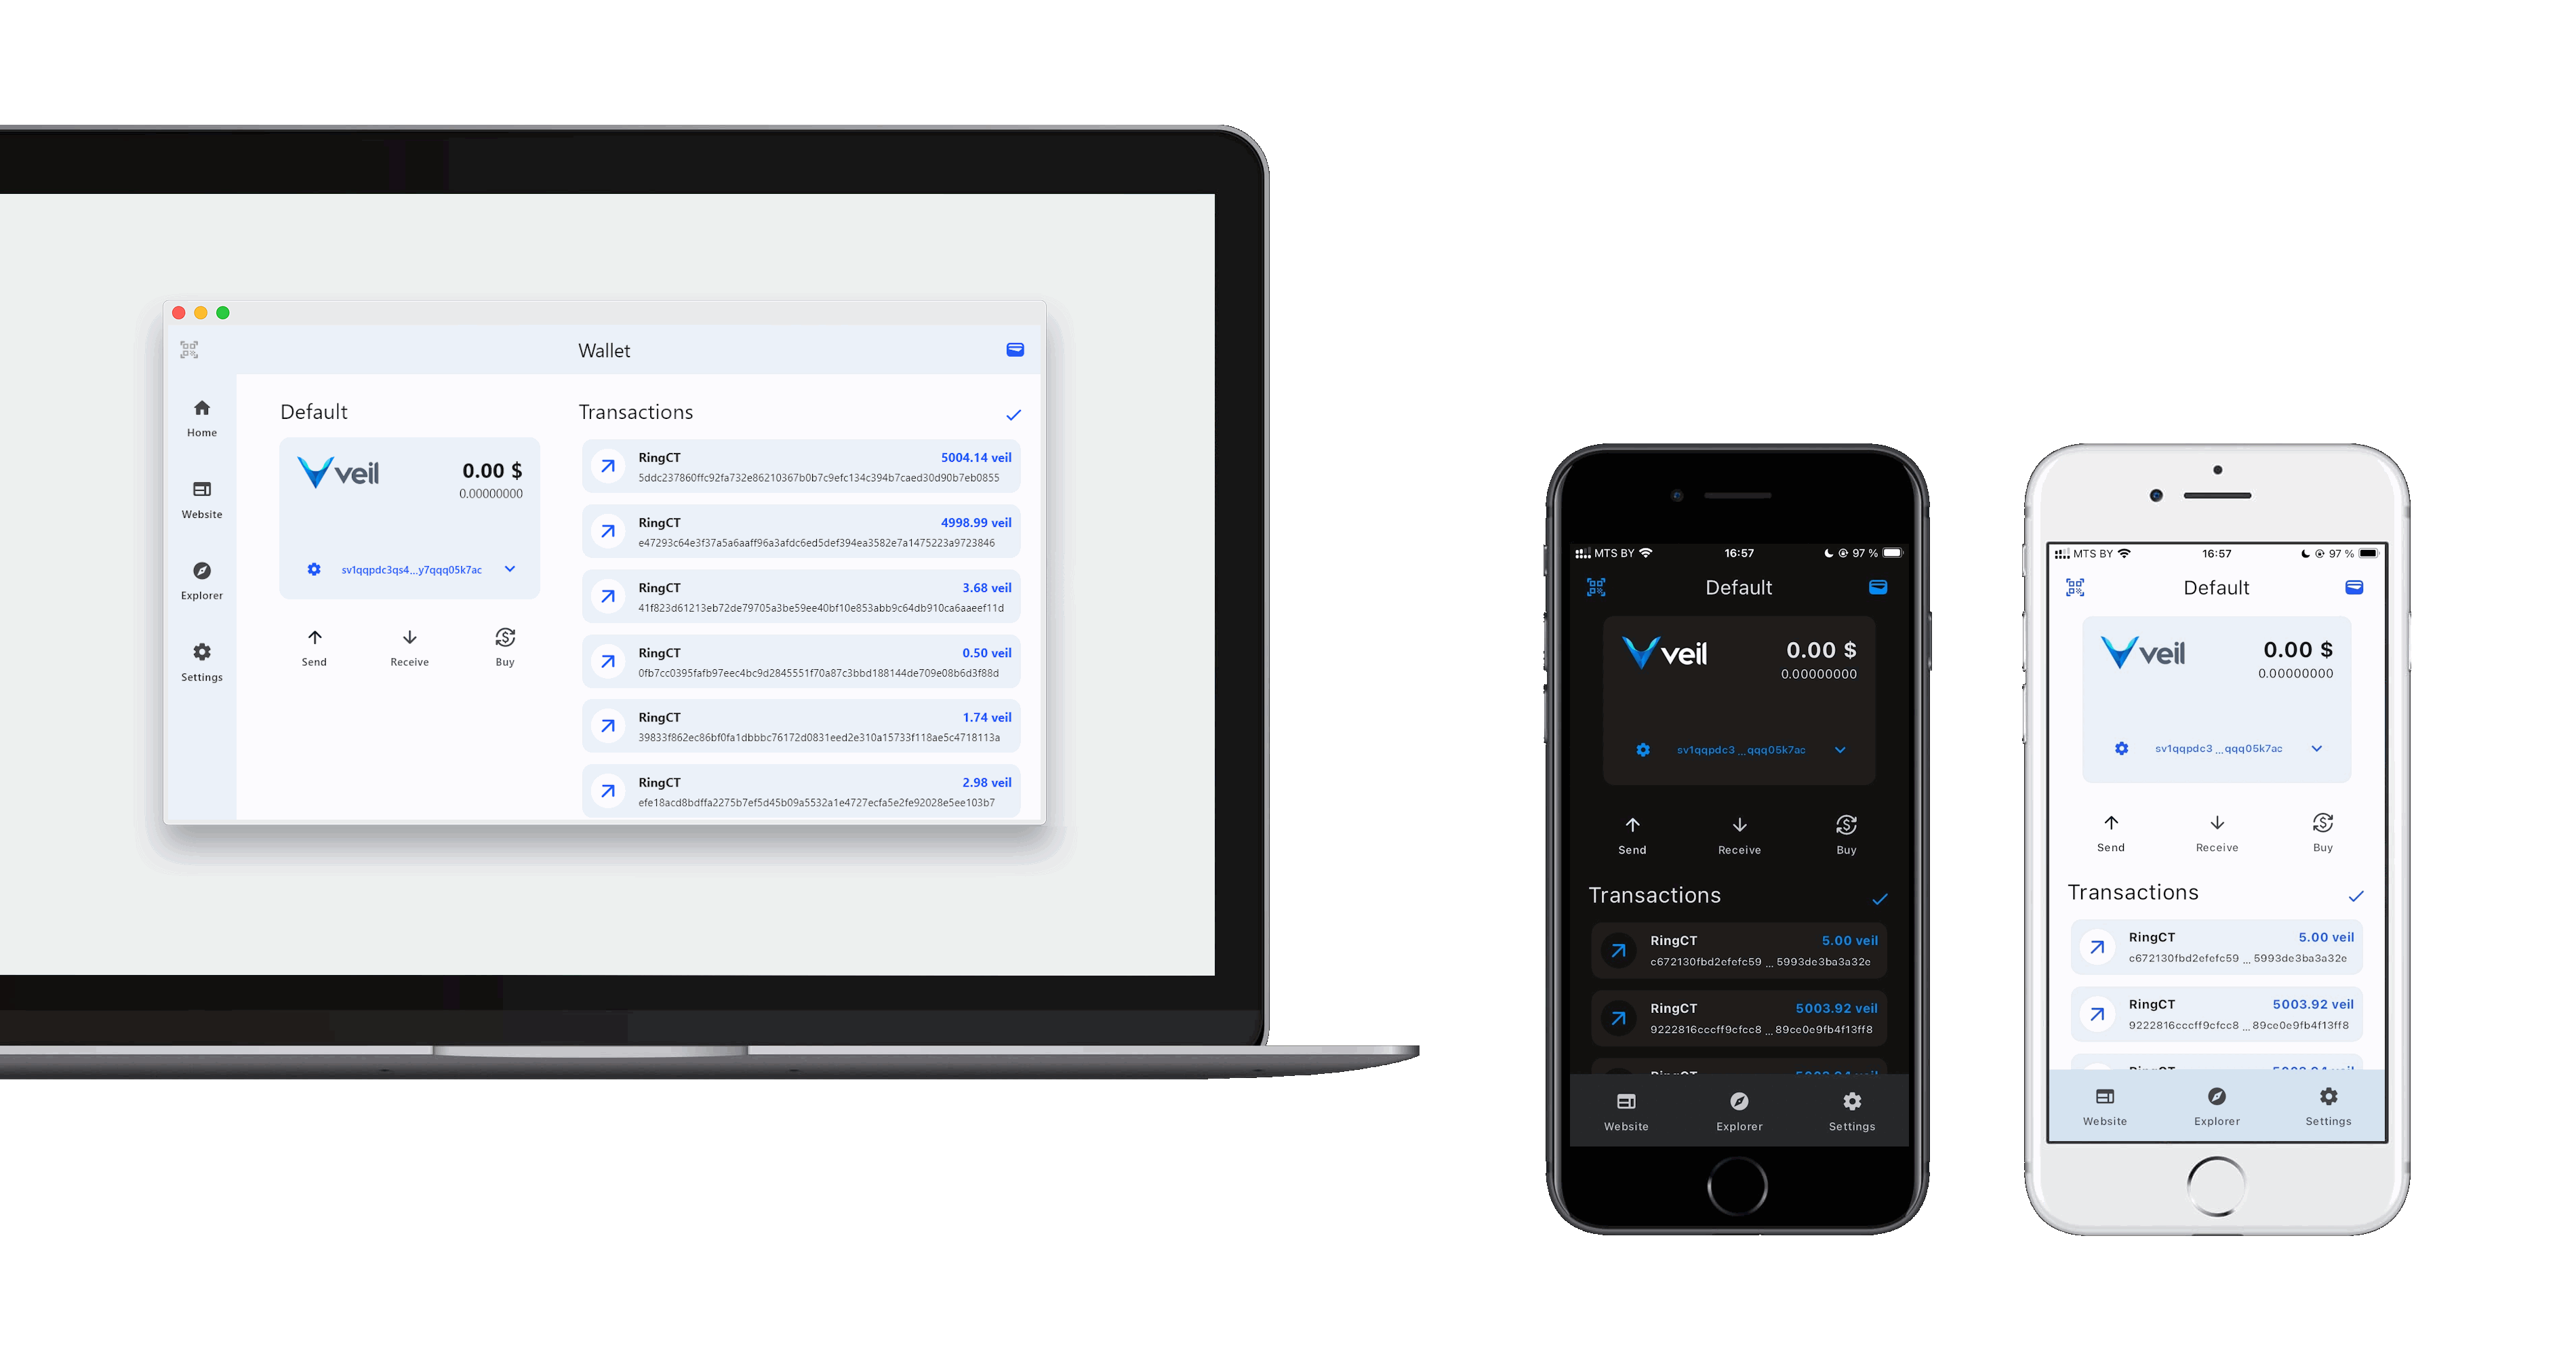 Wallet
Home
Website
Explorer
Settings
Default
veil
0.00 $
0.00000000
sv1qqpdc3qs4...y7qqq05k7ac
Send
Receive
Buy
Transactions
RingCT
5004.14 veil
5ddc237860ffc92fa732e86210367b0b7c9efc134c394b7caed30d90b7eb0855
RingCT
4998.99 veil
e47293c64e3f37a5a6aaff96a3afdc6ed5def394ea3582e7a1475223a9723846
RingCT
3.68 veil
41f823d61213eb72de79705a3be59ee40bf10e853abb9c64db910ca6aaeef11d
RingCT
0.50 veil
0fb7cc0395fafb97eec4bc9d2845551f70a87c3bbd188144de709e08b6d3f88d
RingCT
1.74 veil
39833f862ec86bf0fa1dbbbc76172d0831eed2e310a15733f118ae5c4718113a
RingCT
2.98 veil
efe18acd8bdffa2275b7ef5d45b09a5532a1e4727ecfa5e2fe92028e5ee103b7
MTS BY
16:57
97 %
Default
veil
0.00 $
0.00000000
sv1qqpdc3 ... qqq05k7ac
Send
Receive
Buy
Transactions
RingCT
5.00 veil
c672130fbd2efefc59 ... 5993de3ba3a32e
RingCT
5003.92 veil
9222816cccff9cfcc8 ... 89ce0e9fb4f13ff8
RingCT
Website
Explorer
Settings
MTS BY
16:57
97 %
Default
veil
0.00 $
0.00000000
sv1qqpdc3 ... qqq05k7ac
Send
Receive
Buy
Transactions
RingCT
5.00 veil
c672130fbd2efefc59 ... 5993de3ba3a32e
RingCT
5003.92 veil
9222816cccff9cfcc8 ... 89ce0e9fb4f13ff8
RingCT
Website
Explorer
Settings